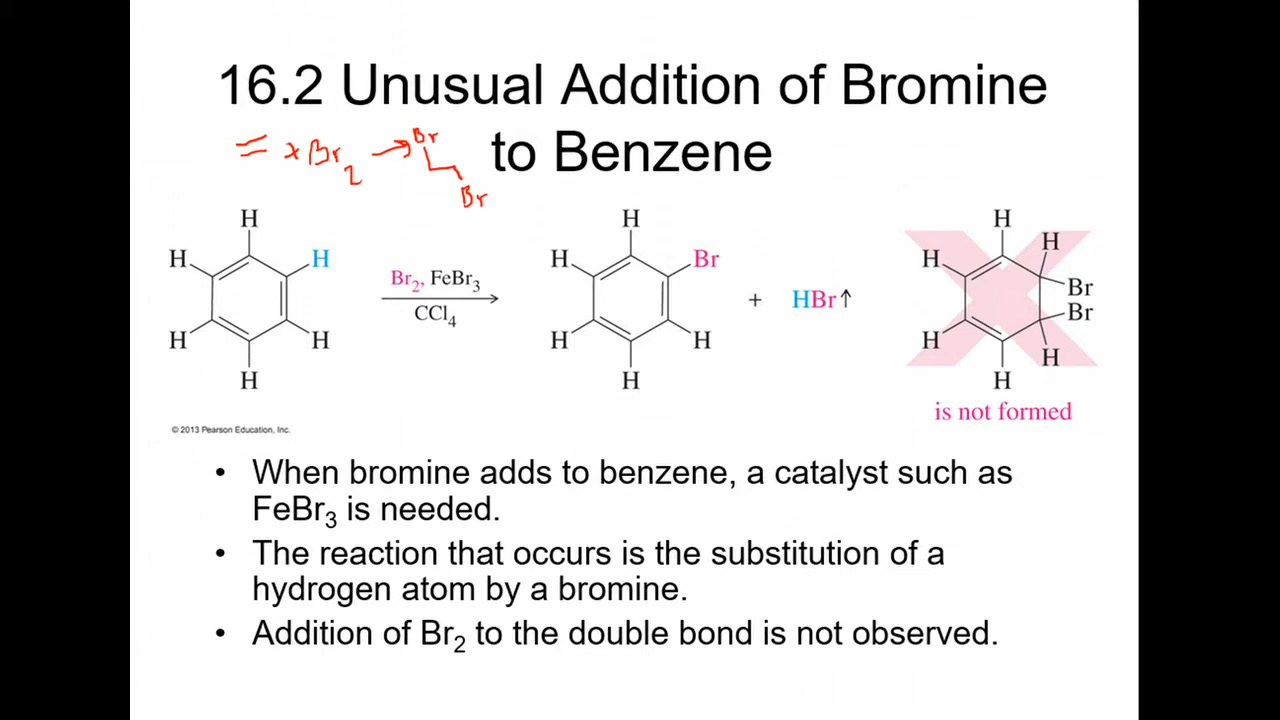 16.2 Unusual Addition of Bromine
= + Br2 → Br
Br
to Benzene
H H H H H H
Br2, FeBr3
CCl4
H H Br H H H
+ HBr↑
H H H Br Br H H H
is not formed
© 2013 Pearson Education, Inc.
• When bromine adds to benzene, a catalyst such as
FeBr3 is needed.
• The reaction that occurs is the substitution of a
hydrogen atom by a bromine.
• Addition of Br2 to the double bond is not observed.